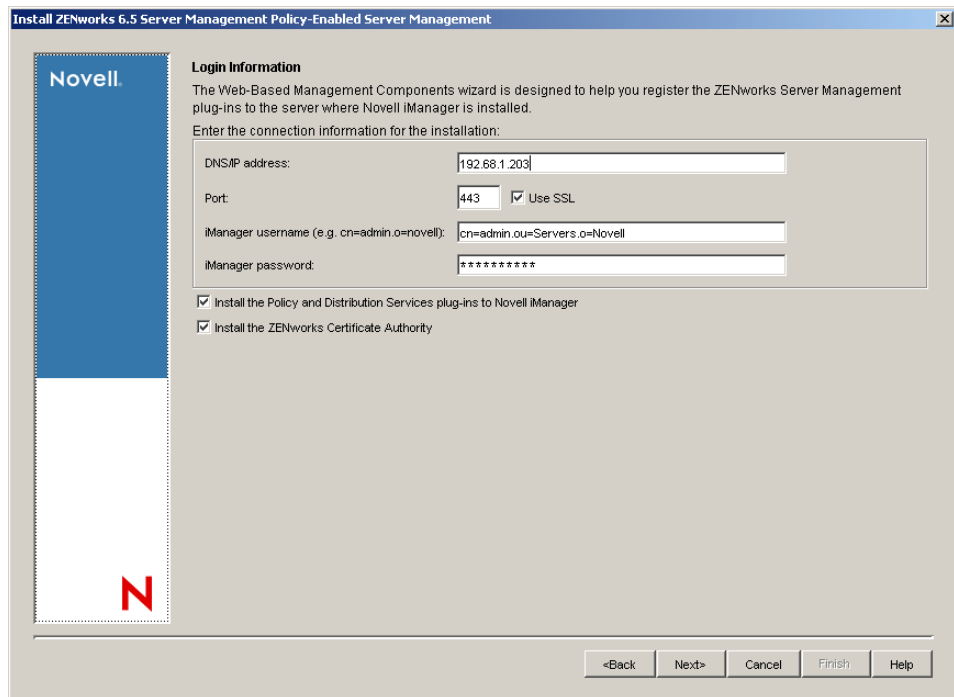 Install ZENworks 6.5 Server Management Policy-Enabled Server Management
Novell.
Login Information
The Web-Based Management Components wizard is designed to help you register the ZENworks Server Management
plug-ins to the server where Novell iManager is installed.
Enter the connection information for the installation:
DNS/IP address:
192.68.1.203
Port:
443
Use SSL
iManager username (e.g. cn=admin.o=novell):
cn=admin.ou=Servers.o=Novell
iManager password:
**********
Install the Policy and Distribution Services plug-ins to Novell iManager
Install the ZENworks Certificate Authority
N
«Back Next» Cancel Finish Help